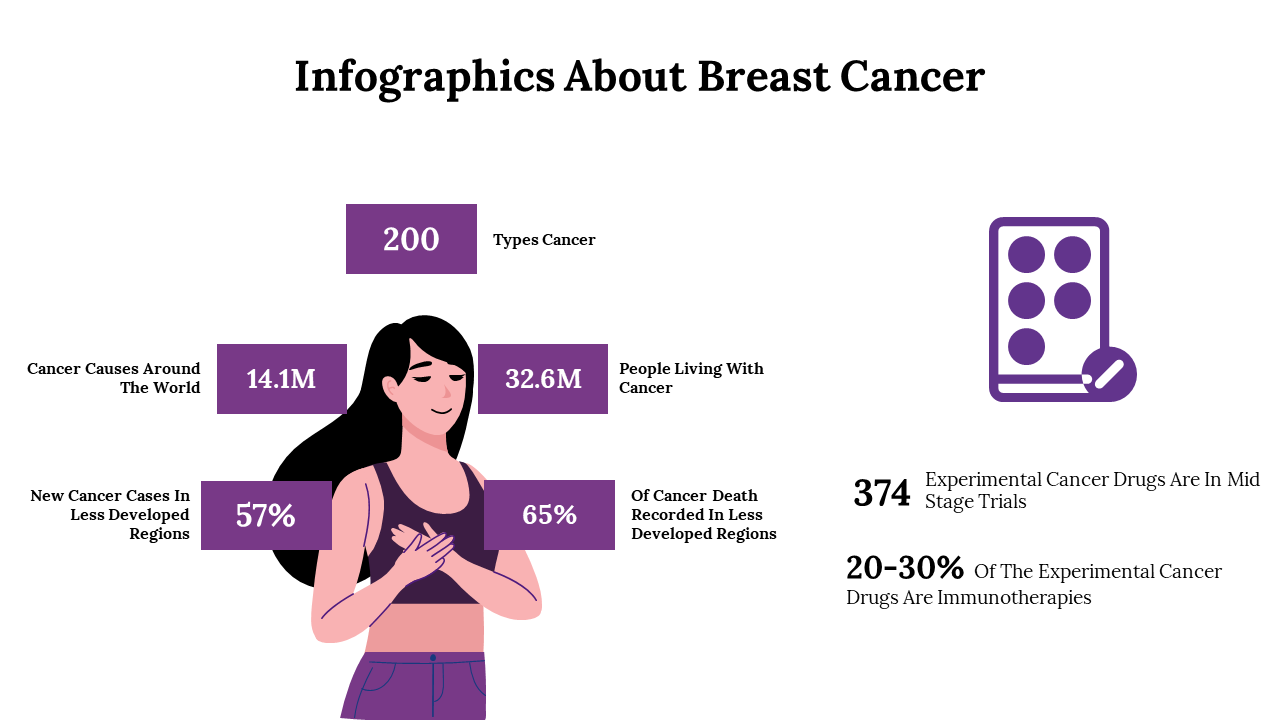 Infographics About Breast Cancer
200
Types Cancer
Cancer Causes Around
The World
14.1M
32.6M
People Living With
Cancer
New Cancer Cases In
Less Developed
Regions
57%
65%
Of Cancer Death
Recorded In Less
Developed Regions
374 Experimental Cancer Drugs Are In Mid
Stage Trials
20-30% Of The Experimental Cancer
Drugs Are Immunotherapies